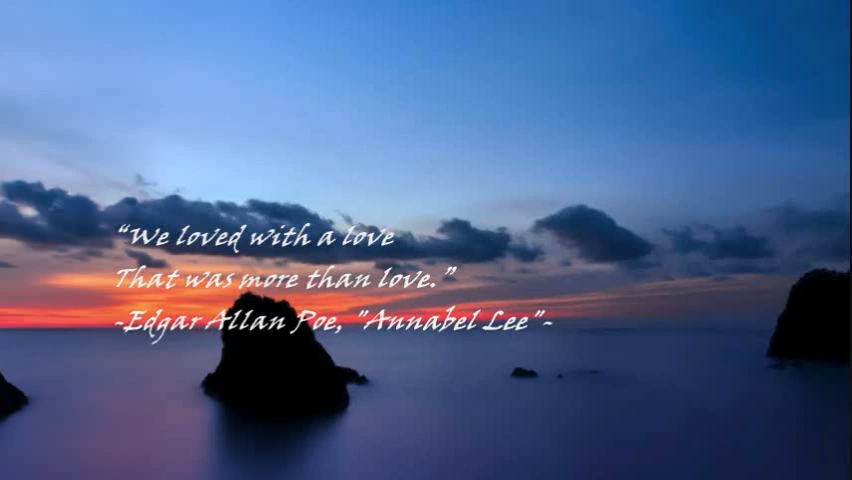 “We loved with a love
That was more than love.”
-Edgar Allan Poe, "Annabel Lee"-